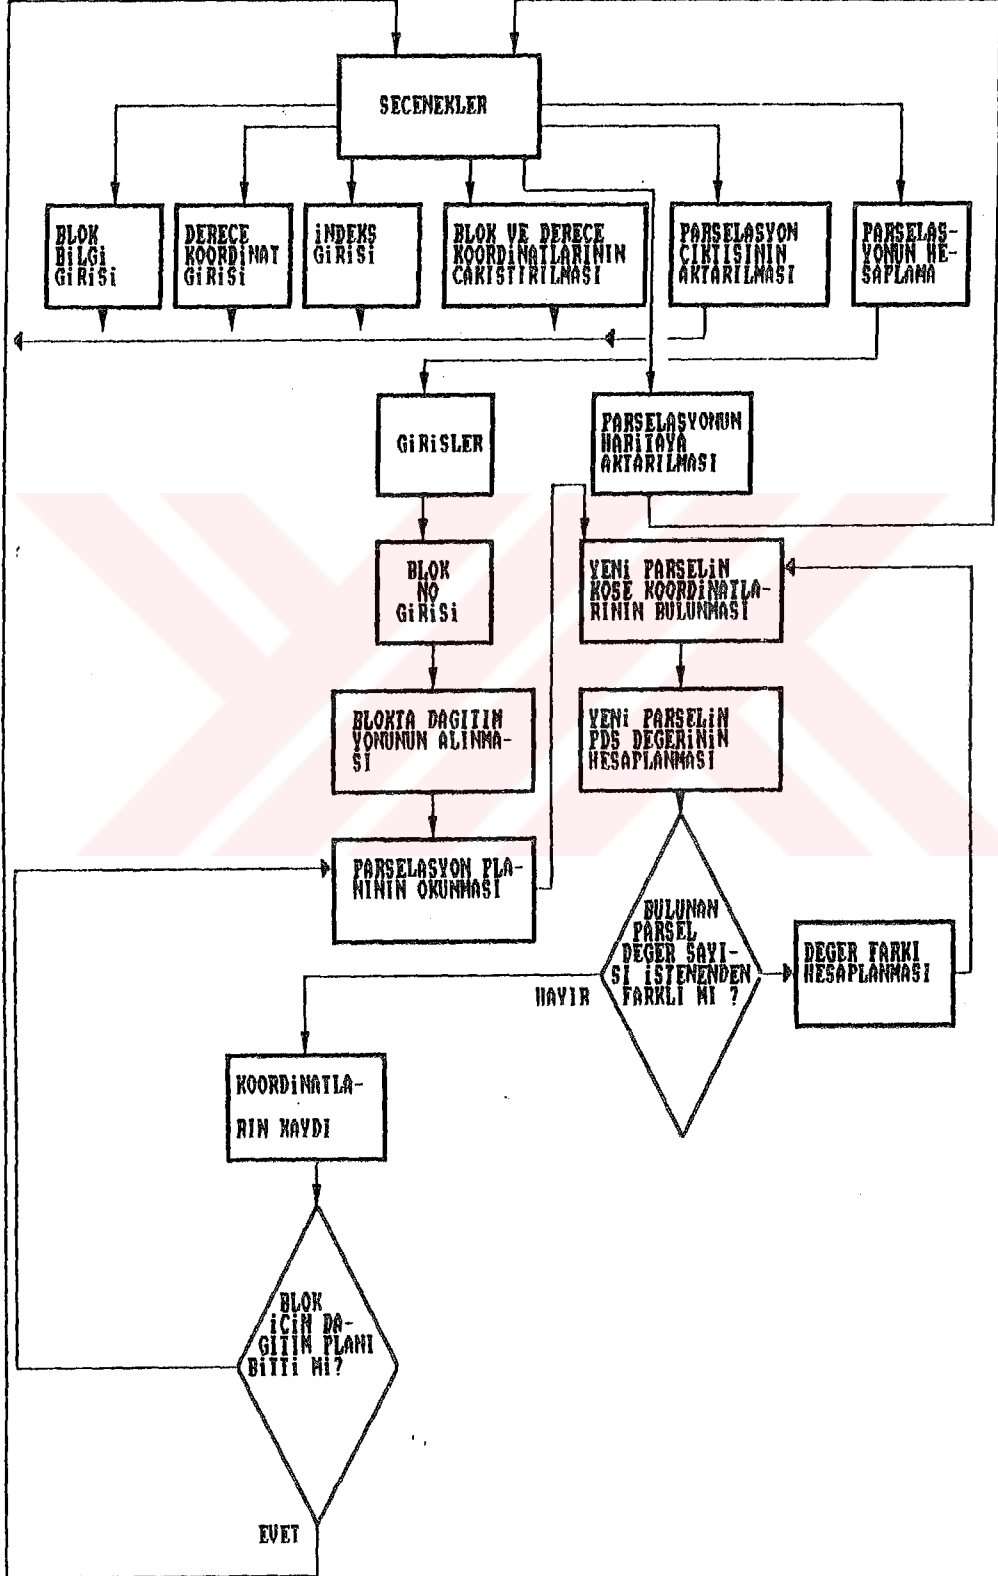 SECENEKLER
BLOK
BiLGi
GiRiSi
DERECE
KOORDiNAT
GiRiSi
iNDEKS
GiRiSi
BLOK VE DERECE
KOORDiNATLARININ
CAKISTIRILMASI
PARSELASYON
CIKTISININ
AKTARILMASI
PARSELAS-
YONUN HE-
SAPLAMA
GiRiSLER
PARSELASYONUN
HARiTAYA
AKTARILMASI
BLOK
NO
GiRiSi
YENi PARSELiN
KOSE KOORDiNATLA-
RININ BULUNMASI
BLOKTA DAGITIM
YONUNUN ALINMA-
SI
YENi PARSELiN
PDS DEGERiNiN
HESAPLANMASI
PARSELASYON PLA-
NININ OKUNMASI
BULUNAN
PARSEL
DEGER SAYI-
SI iSTENENDEN
FARKLI MI ?
DEGER FARKI
HESAPLANMASI
HAYIR
KOORDiNATLA-
RIN KAYDI
BLOK
iCiN DA-
GITIM PLANI
BiTTi Mi?
EVET